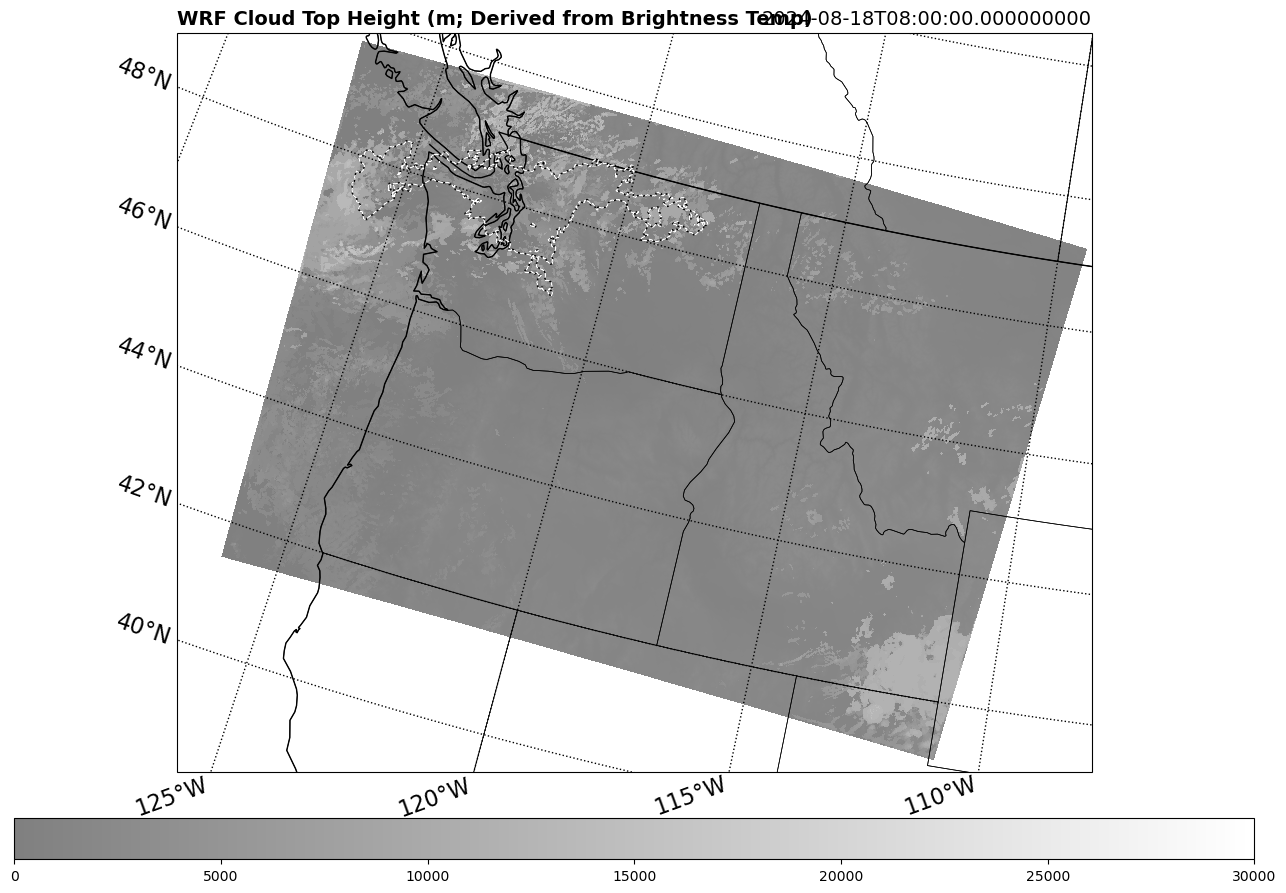 WRF Cloud Top Height (m; Derived from Brightness Temp)
2024-08-18T08:00:00.000000000
48°N
46°N
44°N
42°N
40°N
125°W 120°W 115°W 110°W
0 5000 10000 15000 20000 25000 30000